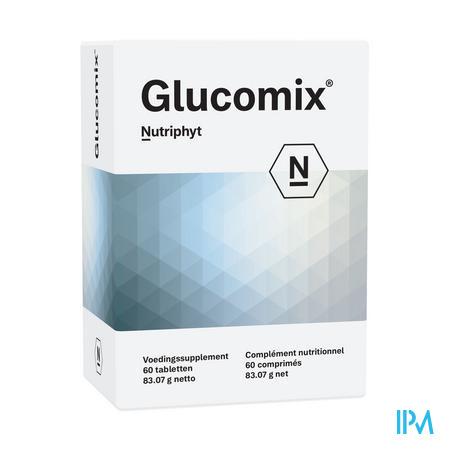 Glucomix
Glucomix®
Nutriphyt
N
Voedingssupplement
60 tabletten
83.07 g netto
Complément nutritionnel
60 comprimés
83.07 g net
N
IPM